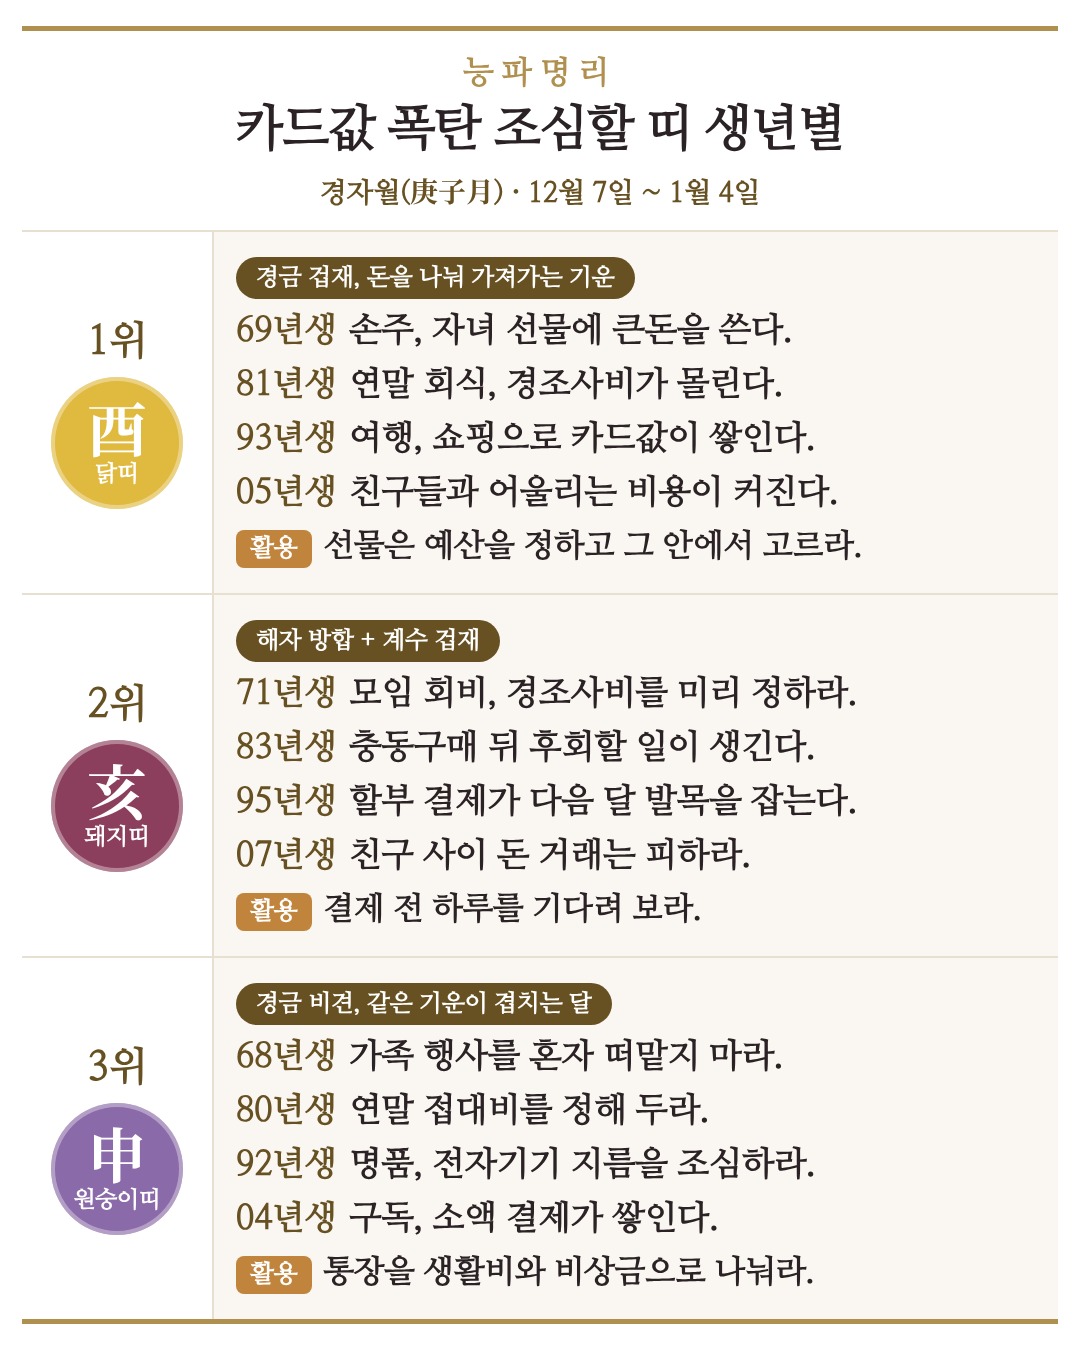 능파명리
카드값 폭탄 조심할 띠 생년별
경자월(庚子月) · 12월 7일 ~ 1월 4일
1위
酉
닭띠
경금 겁재, 돈을 나눠 가져가는 기운
69년생 손주, 자녀 선물에 큰돈을 쓴다.
81년생 연말 회식, 경조사비가 몰린다.
93년생 여행, 쇼핑으로 카드값이 쌓인다.
05년생 친구들과 어울리는 비용이 커진다.
활용 선물은 예산을 정하고 그 안에서 고르라.
2위
亥
돼지띠
해자 방합 + 계수 겁재
71년생 모임 회비, 경조사비를 미리 정하라.
83년생 충동구매 뒤 후회할 일이 생긴다.
95년생 할부 결제가 다음 달 발목을 잡는다.
07년생 친구 사이 돈 거래는 피하라.
활용 결제 전 하루를 기다려 보라.
3위
申
원숭이띠
경금 비견, 같은 기운이 겹치는 달
68년생 가족 행사를 혼자 떠맡지 마라.
80년생 연말 접대비를 정해 두라.
92년생 명품, 전자기기 지름을 조심하라.
04년생 구독, 소액 결제가 쌓인다.
활용 통장을 생활비와 비상금으로 나눠라.